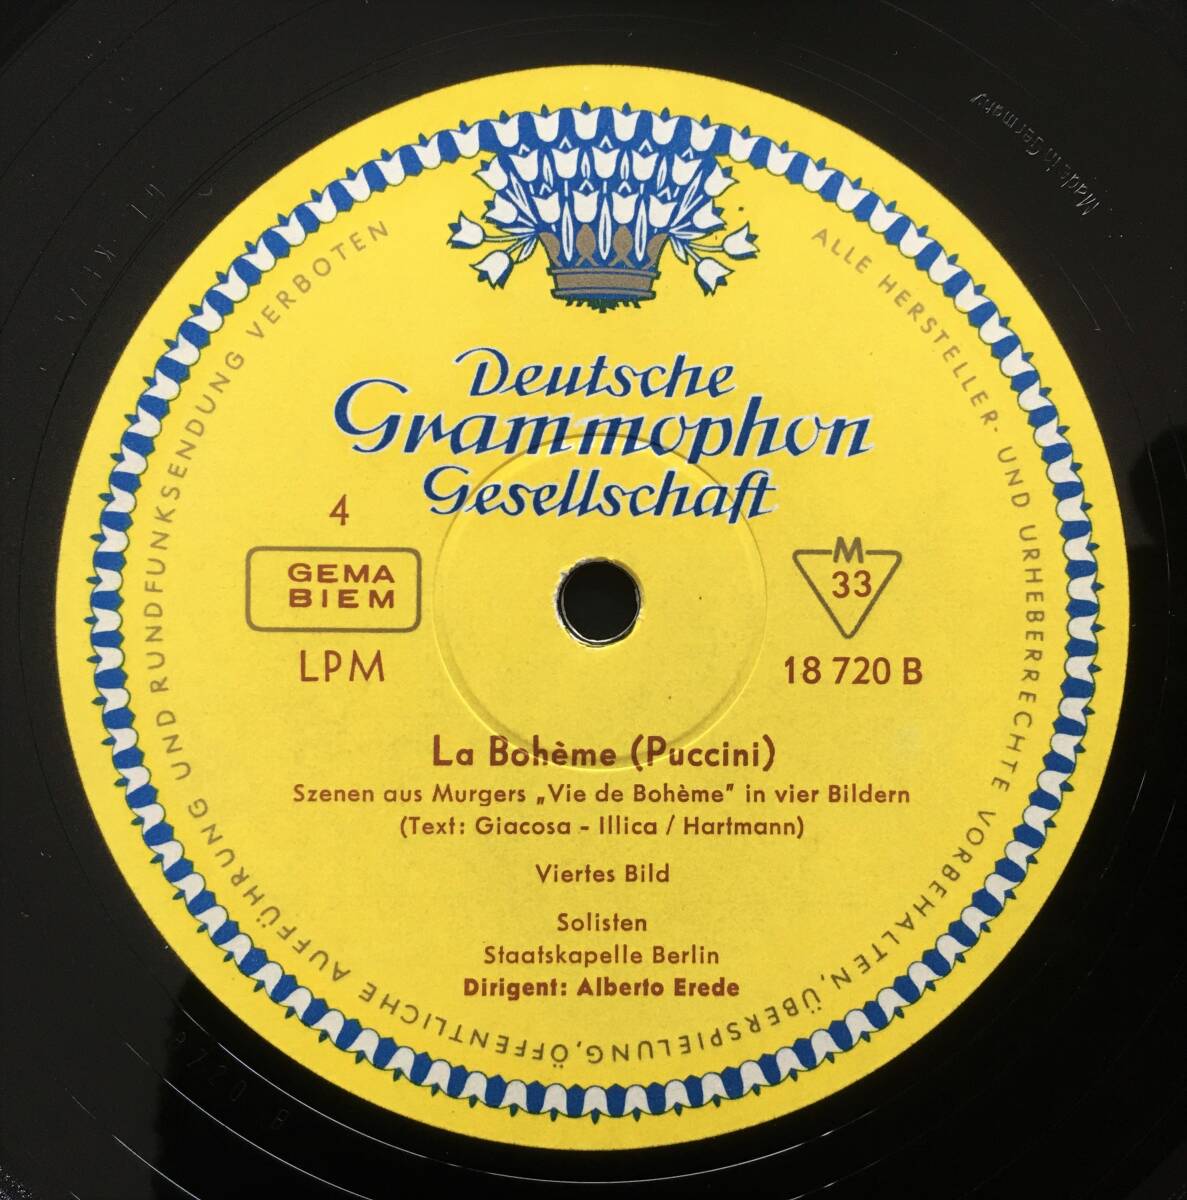 Deutsche
Grammophon
Gesellschaft
4
GEMA
BIEM
LPM
M
33
18 720 B
La Bohème (Puccini)
Szenen aus Murgers „Vie de Bohème" in vier Bildern
(Text: Giacosa - Illica / Hartmann)
Viertes Bild
Solisten
Staatskapelle Berlin
Dirigent: Alberto Erede
ALLE HERSTELLER- UND URHEBERRECHTE VORBEHALTEN, ÜBERSPIELUNG, ÖFFENTLICHE AUFFÜHRUNG UND RUNDFUNKSENDUNG VERBOTEN
Made in Germany